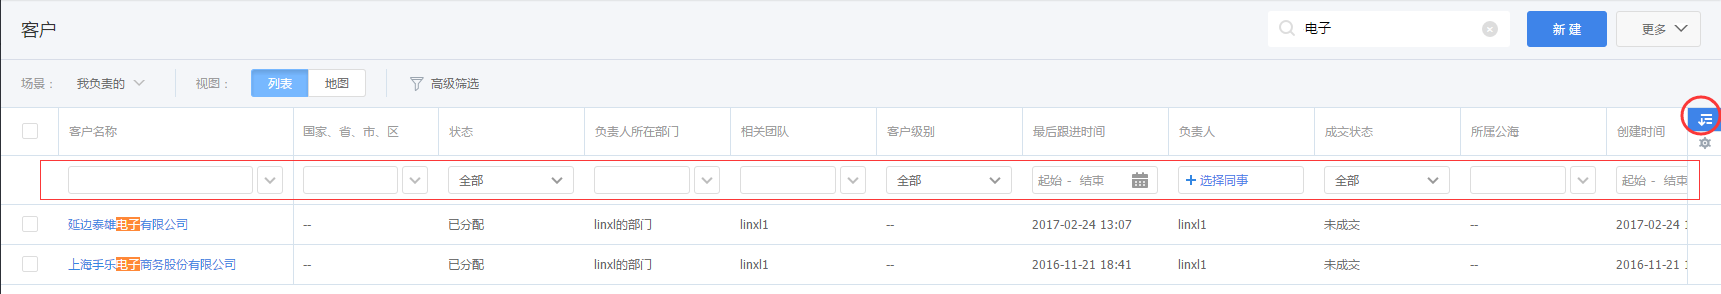 客户
电子
新 建
更多
场景： 我负责的 视图： 列表 地图 高级筛选
客户名称 国家、省、市、区 状态 负责人所在部门 相关团队 客户级别 最后跟进时间 负责人 成交状态 所属公海 创建时间
全部 全部 起始 - 结束 + 选择同事 全部 起始 - 结束
延边泰雄电子有限公司 -- 已分配 linxl的部门 linxl1 -- 2017-02-24 13:07 linxl1 未成交 -- 2017-02-24
上海手乐电子商务股份有限公司 -- 已分配 linxl的部门 linxl1 -- 2016-11-21 18:41 linxl1 未成交 -- 2016-11-21